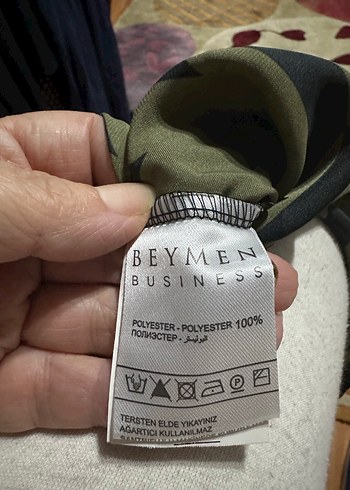 BEYMEN
BUSINESS
POLYESTER - POLYESTER 100%
ПОЛИЭСТЕР - البوليستر
TERSTEN ELDE YIKAYINIZ
AĞARTICI KULLANILMAZ